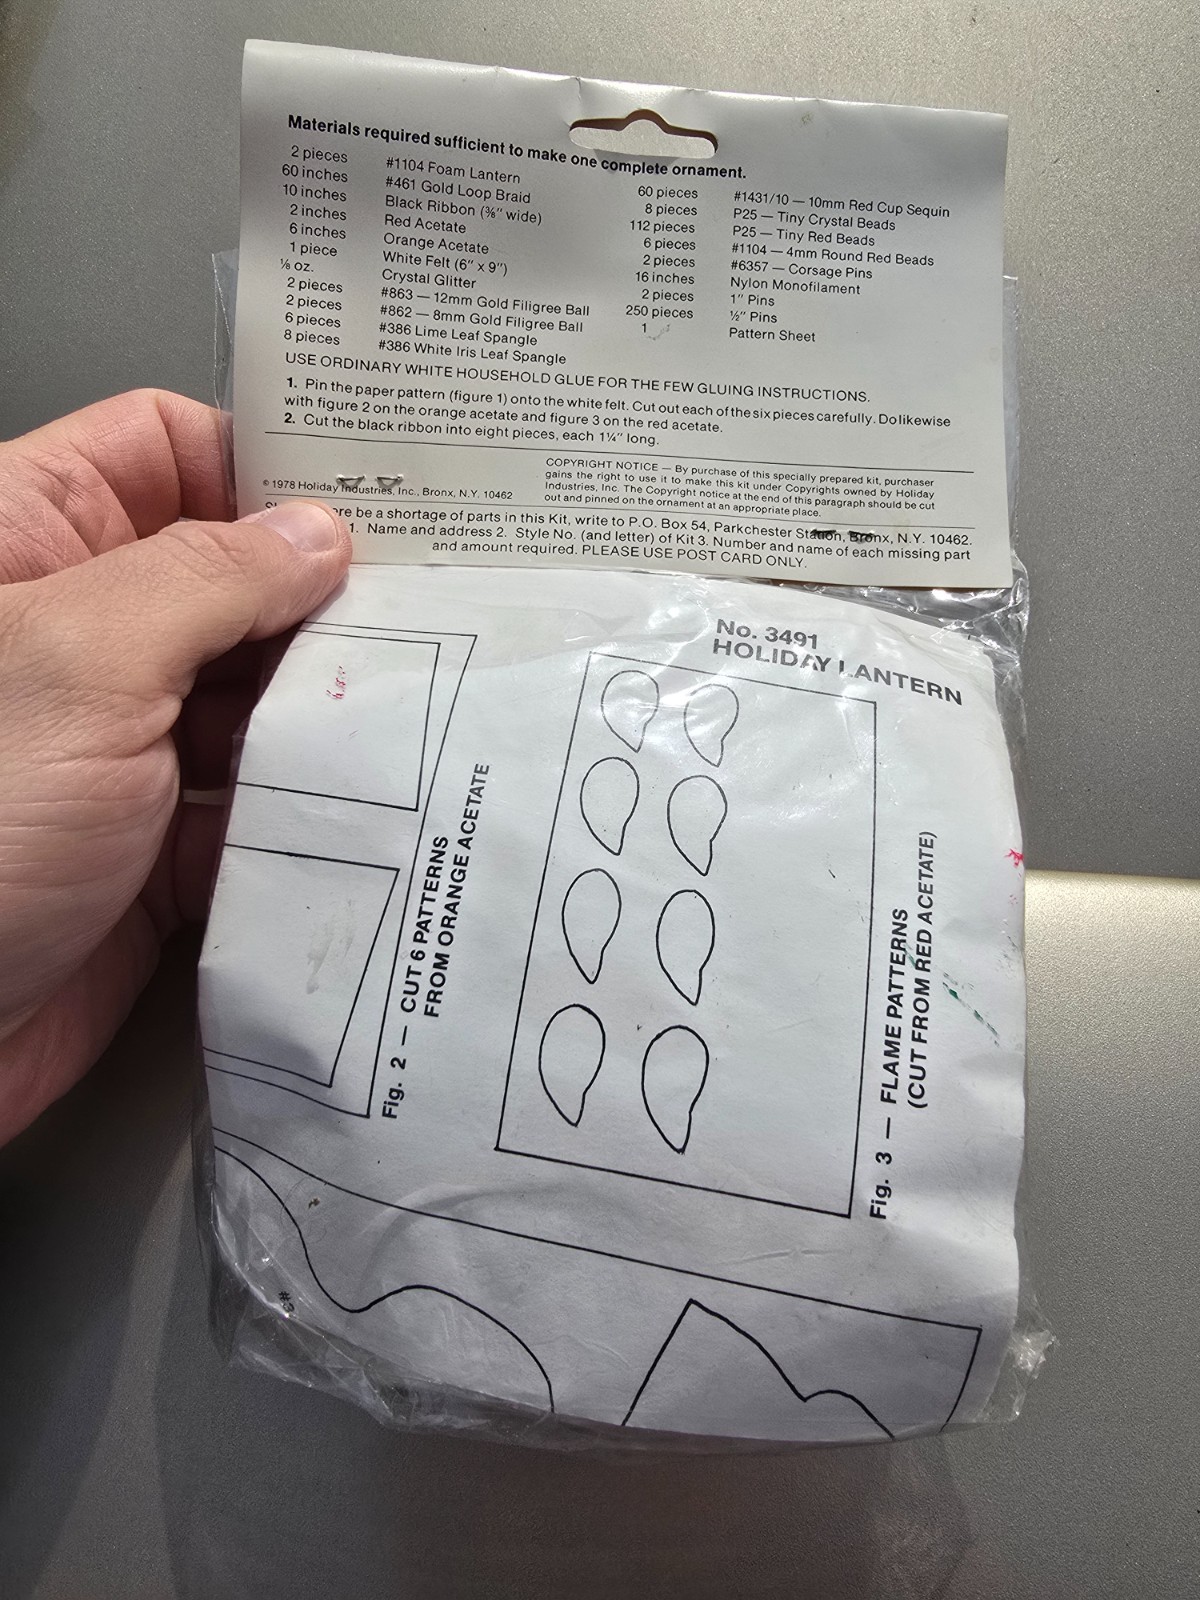 Materials required sufficient to make one complete ornament.
2 pieces #1104 Foam Lantern
60 inches #461 Gold Loop Braid
10 inches Black Ribbon (⅜" wide)
2 inches Red Acetate
6 inches Orange Acetate
1 piece White Felt (6" x 9")
⅛ oz. Crystal Glitter
2 pieces #863 — 12mm Gold Filigree Ball
2 pieces #862 — 8mm Gold Filigree Ball
6 pieces #386 Lime Leaf Spangle
8 pieces #386 White Iris Leaf Spangle
60 pieces #1431/10 — 10mm Red Cup Sequin
8 pieces P25 — Tiny Crystal Beads
112 pieces P25 — Tiny Red Beads
6 pieces #1104 — 4mm Round Red Beads
2 pieces #6357 — Corsage Pins
16 inches Nylon Monofilament
2 pieces 1" Pins
250 pieces ½" Pins
1 Pattern Sheet
USE ORDINARY WHITE HOUSEHOLD GLUE FOR THE FEW GLUING INSTRUCTIONS.
1. Pin the paper pattern (figure 1) onto the white felt. Cut out each of the six pieces carefully. Do likewise
with figure 2 on the orange acetate and figure 3 on the red acetate.
2. Cut the black ribbon into eight pieces, each 1¼" long.
© 1978 Holiday Industries, Inc., Bronx, N.Y. 10462
COPYRIGHT NOTICE — By purchase of this specially prepared kit, purchaser
gains the right to use it to make this kit under Copyrights owned by Holiday
Industries, Inc. The Copyright notice at the end of this paragraph should be cut
out and pinned on the ornament at an appropriate place.
be a shortage of parts in this Kit, write to P.O. Box 54, Parkchester Station, Bronx, N.Y. 10462.
1. Name and address 2. Style No. (and letter) of Kit 3. Number and name of each missing part
and amount required. PLEASE USE POST CARD ONLY.
No. 3491
HOLIDAY LANTERN
Fig. 2 — CUT 6 PATTERNS
FROM ORANGE ACETATE
Fig. 3 — FLAME PATTERNS
(CUT FROM RED ACETATE)